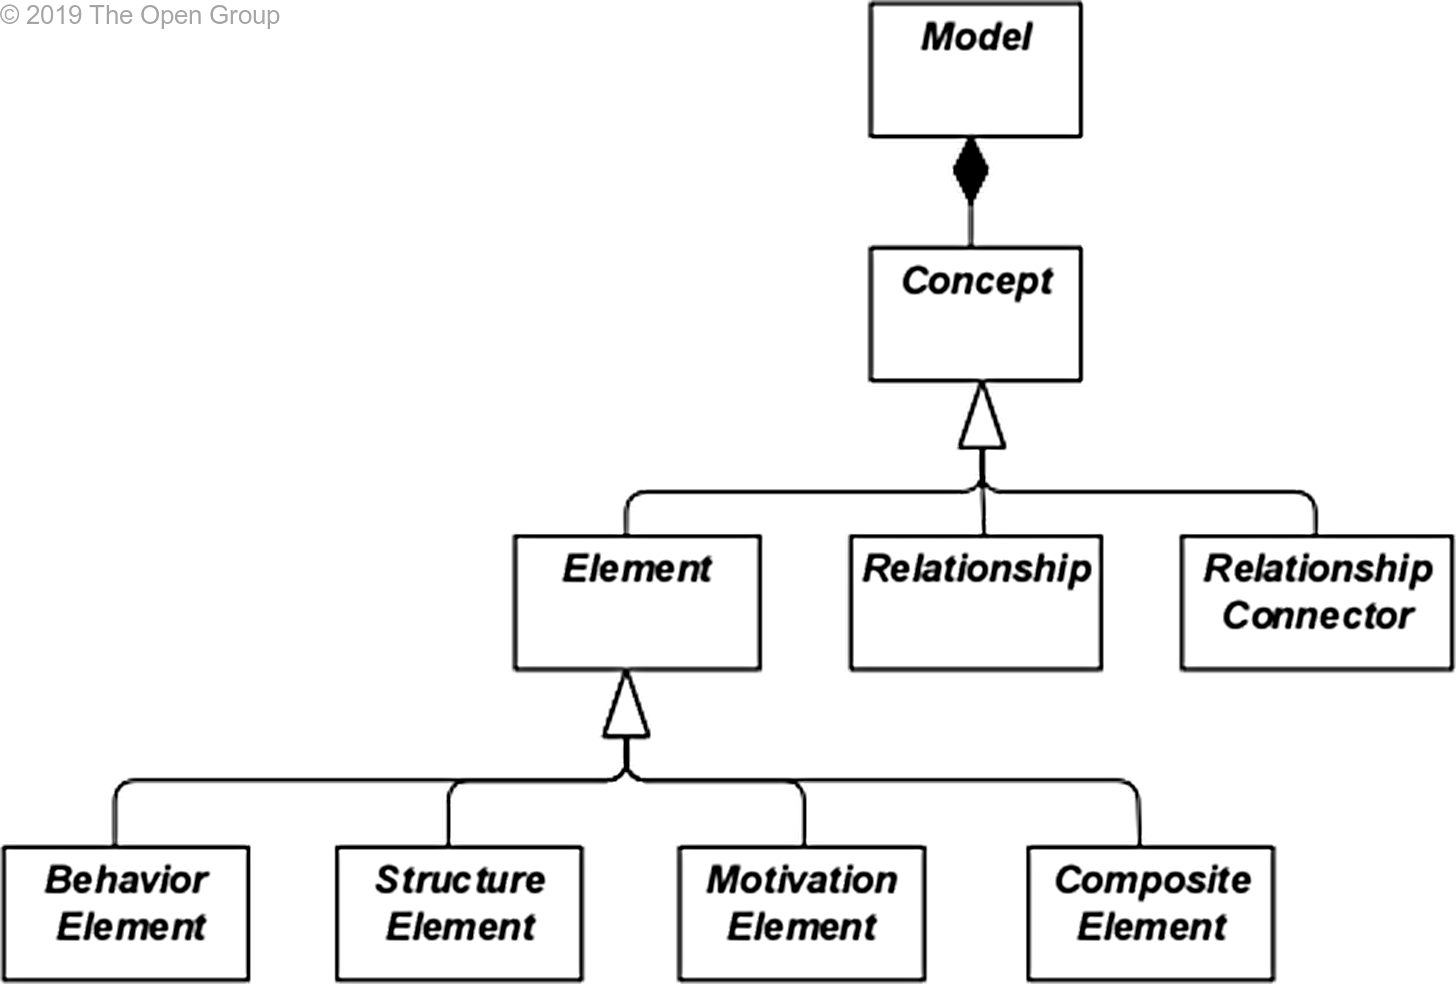 © 2019 The Open Group
Model
Concept
Element
Relationship
Relationship
Connector
Behavior
Element
Structure
Element
Motivation
Element
Composite
Element